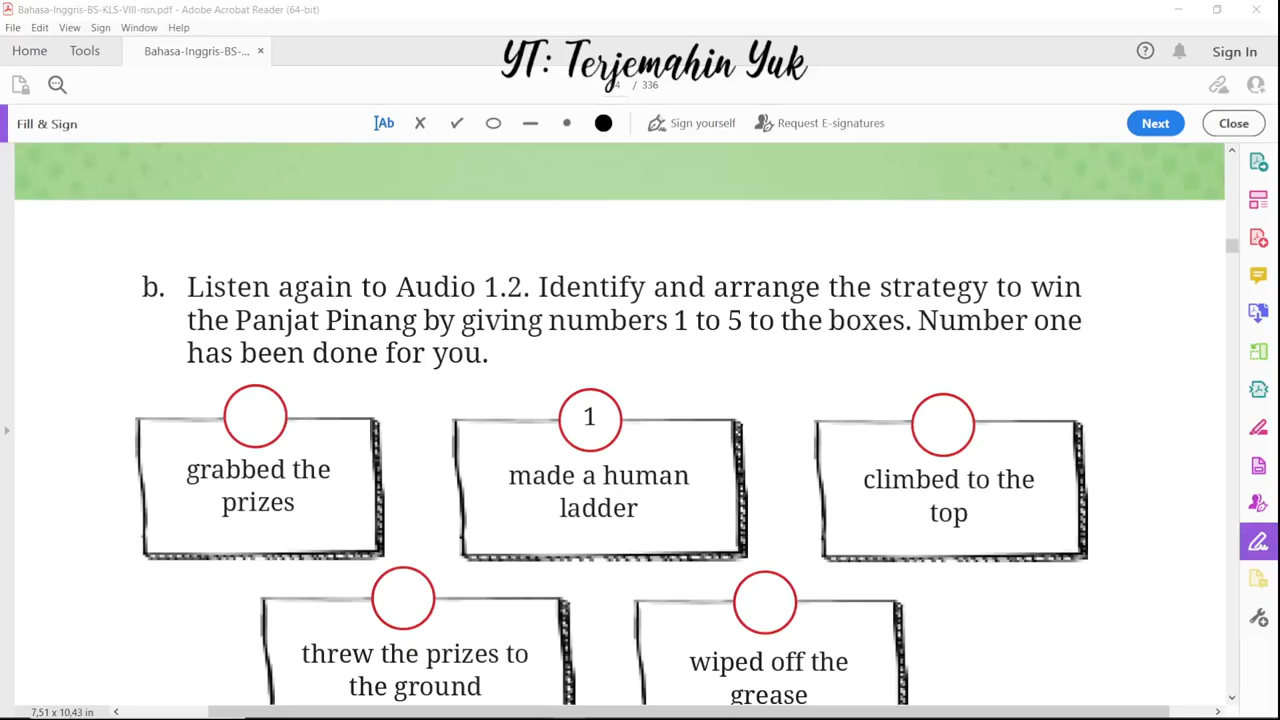 Bahasa-Inggris-BS-KLS-VIII-nsn.pdf - Adobe Acrobat Reader (64-bit)
File Edit View Sign Window Help
Home Tools Bahasa-Inggris-BS-... × Sign In
YT: Terjemahin Yuk
4 / 336
Fill & Sign Ab Sign yourself Request E-signatures Next Close
b. Listen again to Audio 1.2. Identify and arrange the strategy to win
the Panjat Pinang by giving numbers 1 to 5 to the boxes. Number one
has been done for you.
grabbed the
prizes
1
made a human
ladder
climbed to the
top
threw the prizes to
the ground
wiped off the
grease
7,51 x 10,43 in